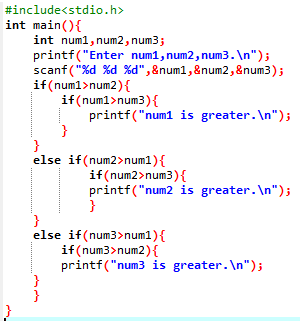 #include<stdio.h>
int main(){
    int num1,num2,num3;
    printf("Enter num1,num2,num3.\n");
    scanf("%d %d %d",&num1,&num2,&num3);
    if(num1>num2){
        if(num1>num3){
            printf("num1 is greater.\n");
        }
    }
    else if(num2>num1){
            if(num2>num3){
            printf("num2 is greater.\n");
            }
    }
    else if(num3>num1){
        if(num3>num2){
        printf("num3 is greater.\n");
    }
    }
}